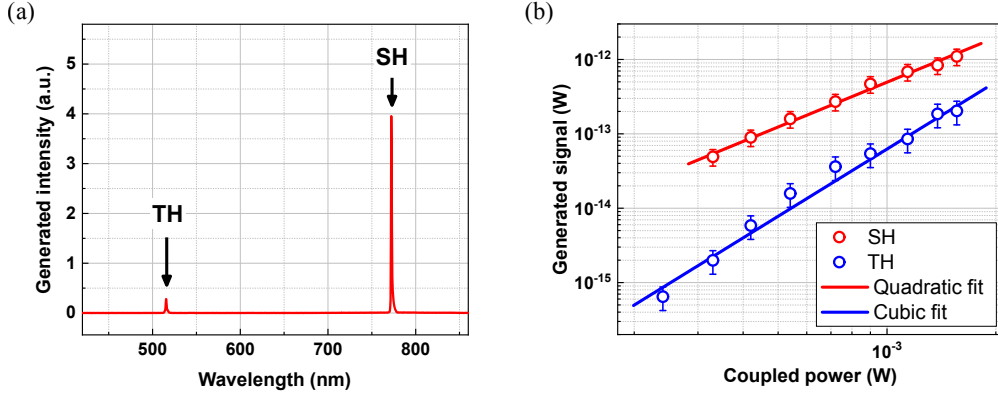 (a)
Generated intensity (a.u.)
5
4
3
2
1
0
SH
TH
500
600
700
800
Wavelength (nm)
(b)
Generated signal (W)
10⁻¹²
10⁻¹³
10⁻¹⁴
10⁻¹⁵
SH
TH
Quadratic fit
Cubic fit
10⁻³
Coupled power (W)